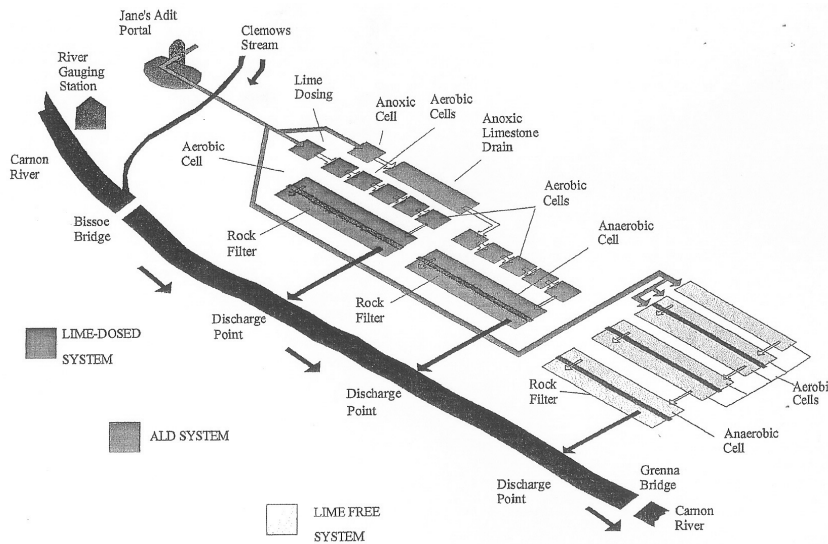 Jane's Adit
Portal
Clemows
Stream
River
Gauging
Station
Lime
Dosing
Anoxic
Cell
Aerobic
Cells
Anoxic
Limestone
Drain
Aerobic
Cell
Carnon
River
Aerobic
Cells
Bissoe
Bridge
Rock
Filter
Anaerobic
Cell
Rock
Filter
Discharge
Point
LIME-DOSED
SYSTEM
Discharge
Point
Rock
Filter
Aerobi
Cells
ALD SYSTEM
Anaerobic
Cell
Grenna
Bridge
Discharge
Point
Carnon
River
LIME FREE
SYSTEM